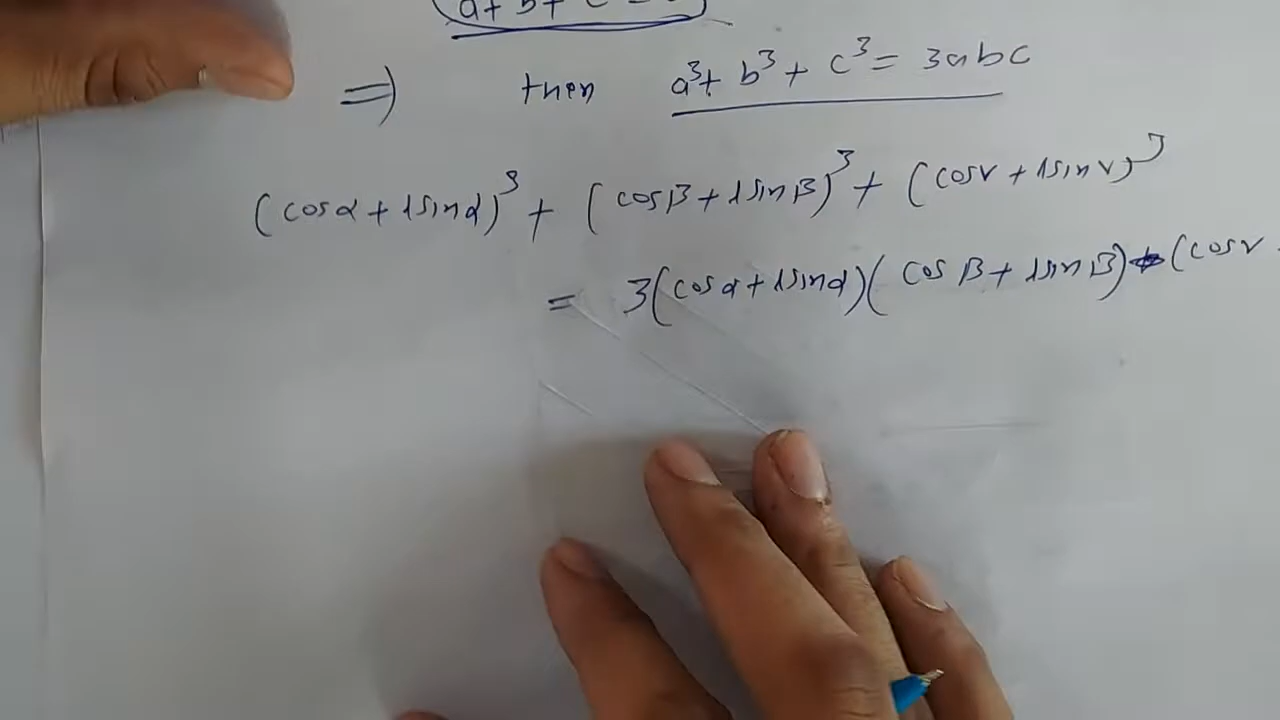 a + b + c =
=) then a³ + b³ + c³ = 3abc
(cosα + isinα)³ + (cosβ + isinβ)³ + (cosγ + isinγ)³
= 3(cosα + isinα)(cosβ + isinβ)(cosγ